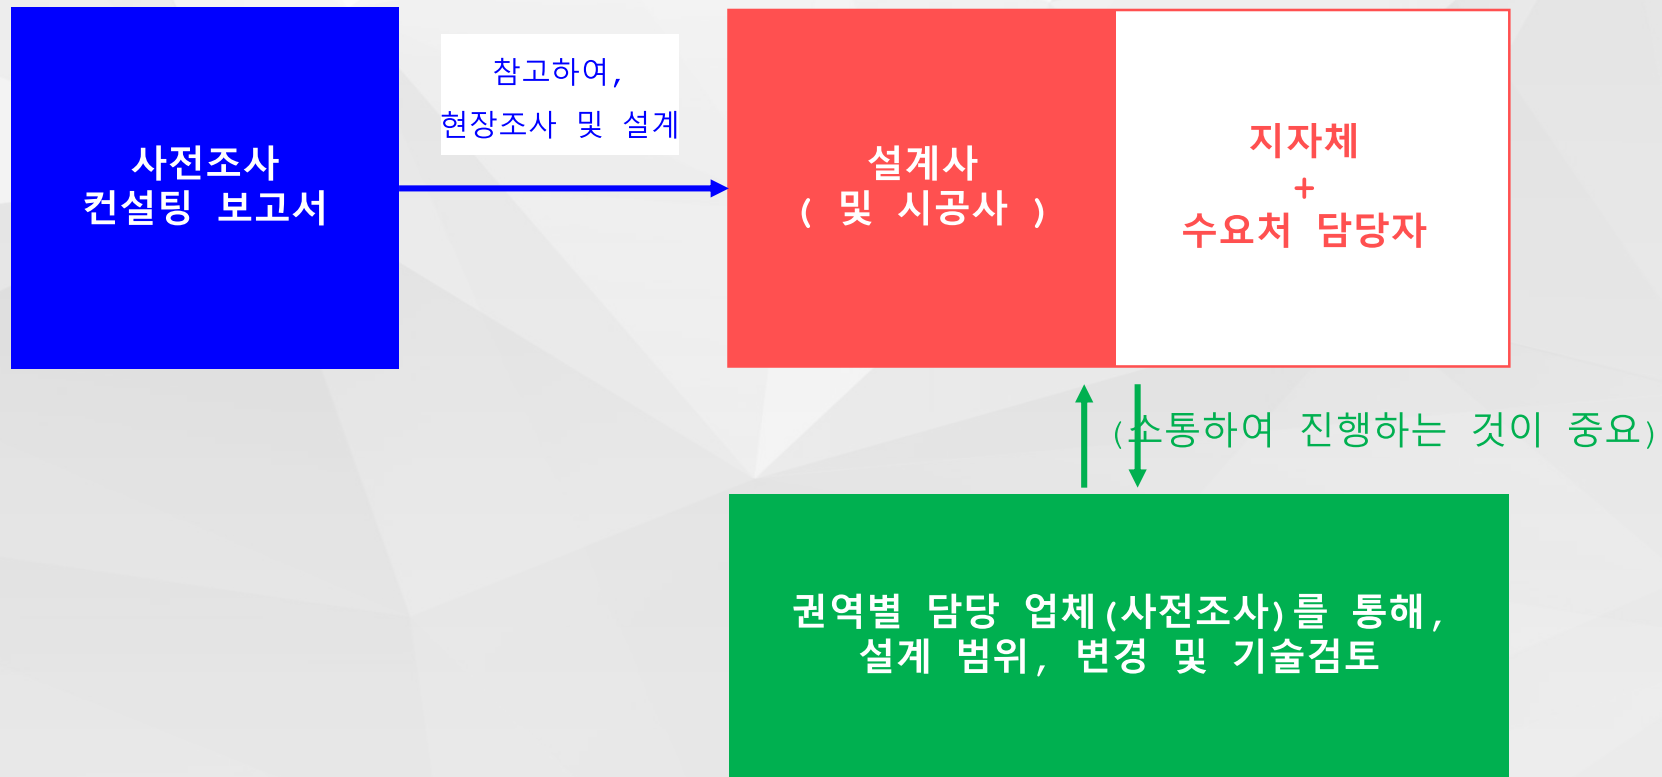 사전조사
컨설팅 보고서
참고하여,
현장조사 및 설계
설계사
( 및 시공사 )
지자체
+
수요처 담당자
(소통하여 진행하는 것이 중요)
권역별 담당 업체(사전조사)를 통해,
설계 범위, 변경 및 기술검토